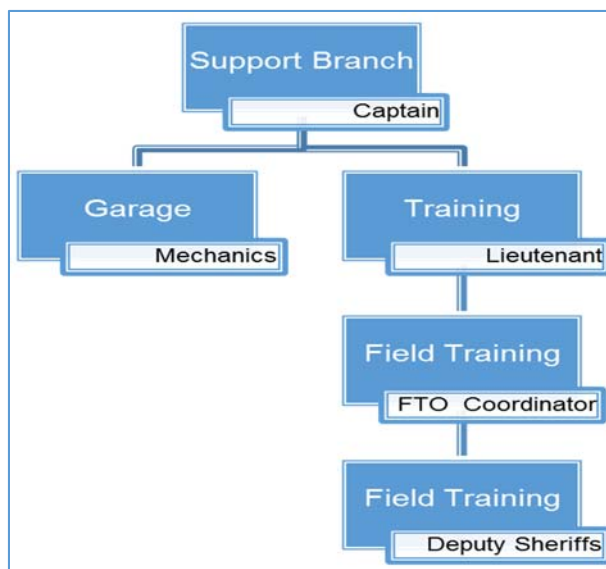 Support Branch
Captain
Garage
Mechanics
Training
Lieutenant
Field Training
FTO Coordinator
Field Training
Deputy Sheriffs